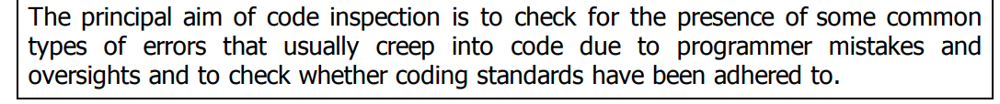 The principal aim of code inspection is to check for the presence of some common
types of errors that usually creep into code due to programmer mistakes and
oversights and to check whether coding standards have been adhered to.